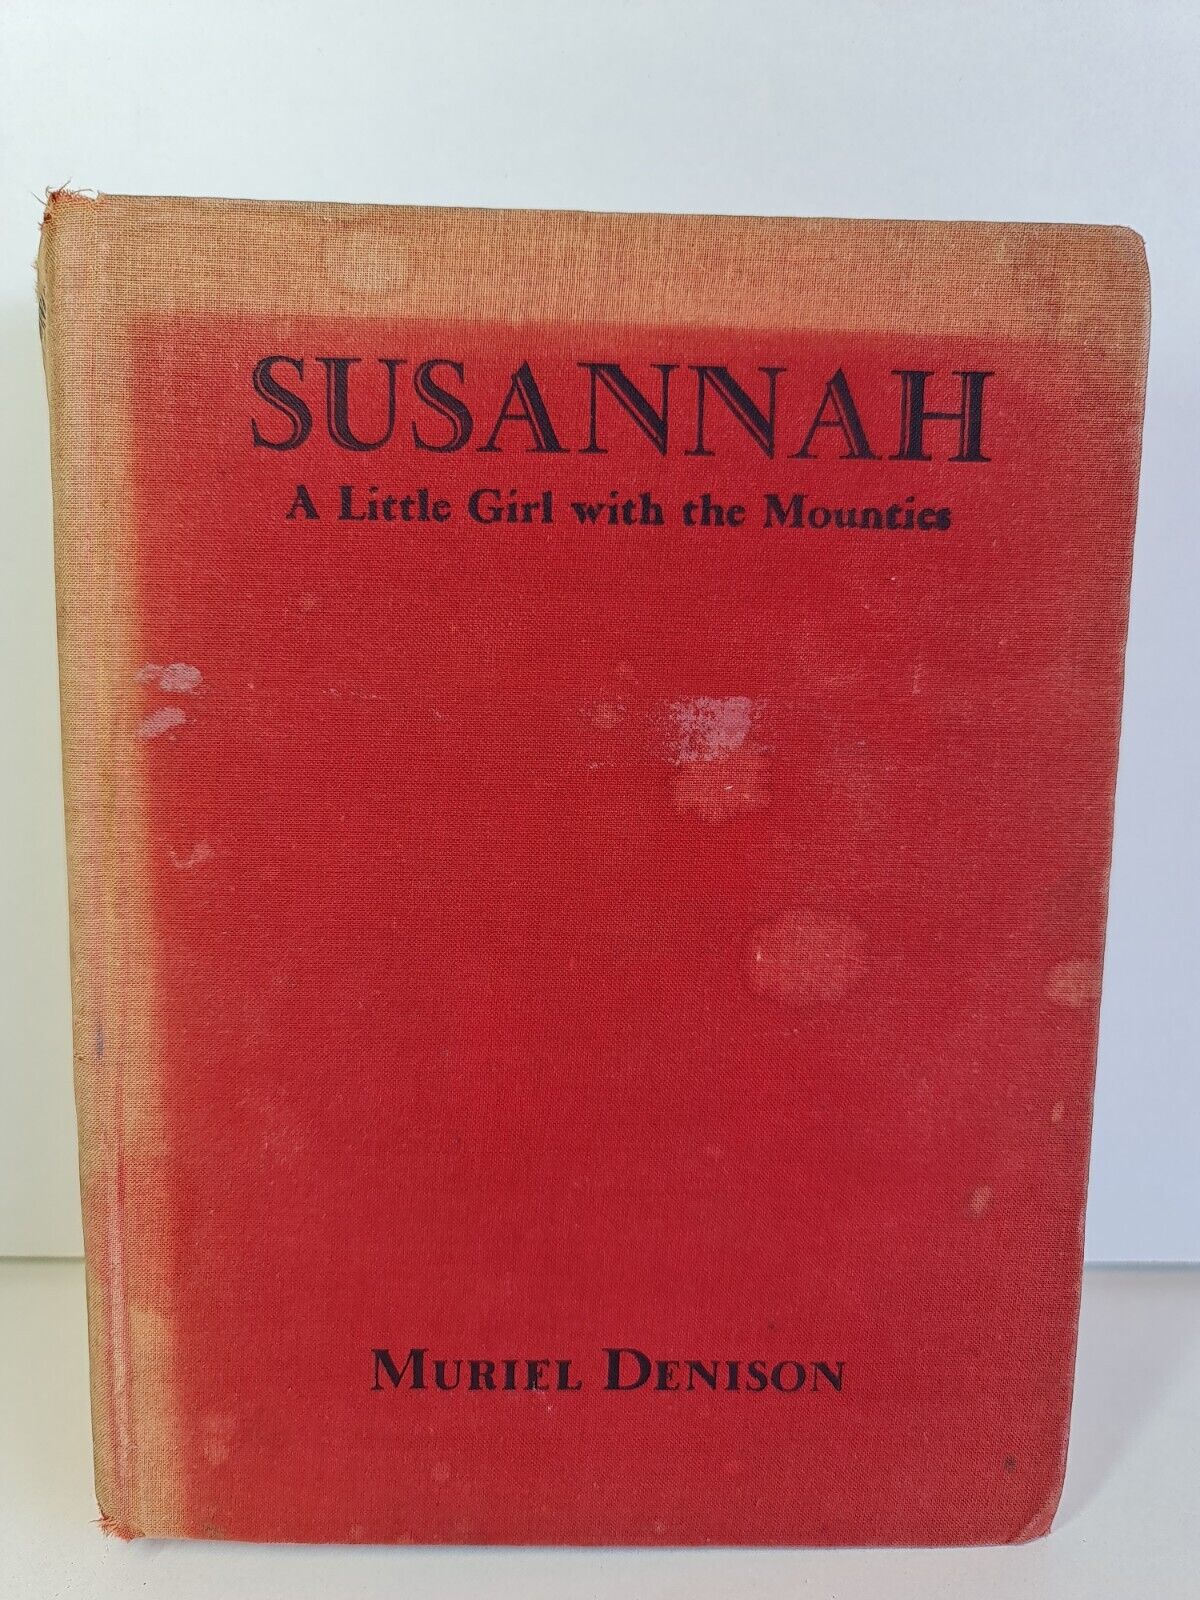 SUSANNAH
A Little Girl with the Mounties
MURIEL DENISON